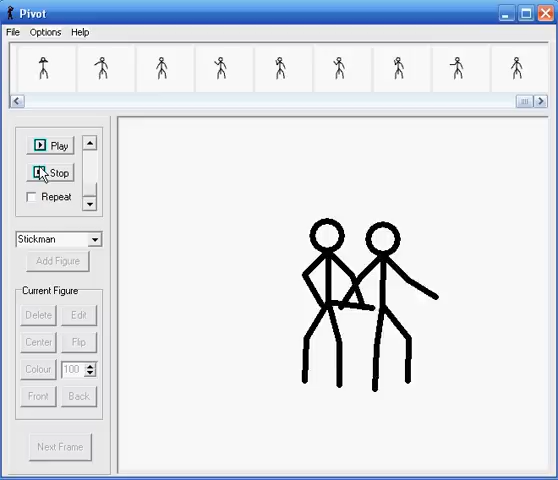 Pivot
File Options Help
Play
Stop
Repeat
Stickman
Add Figure
Current Figure
Delete Edit
Center Flip
Colour 100
Front Back
Next Frame